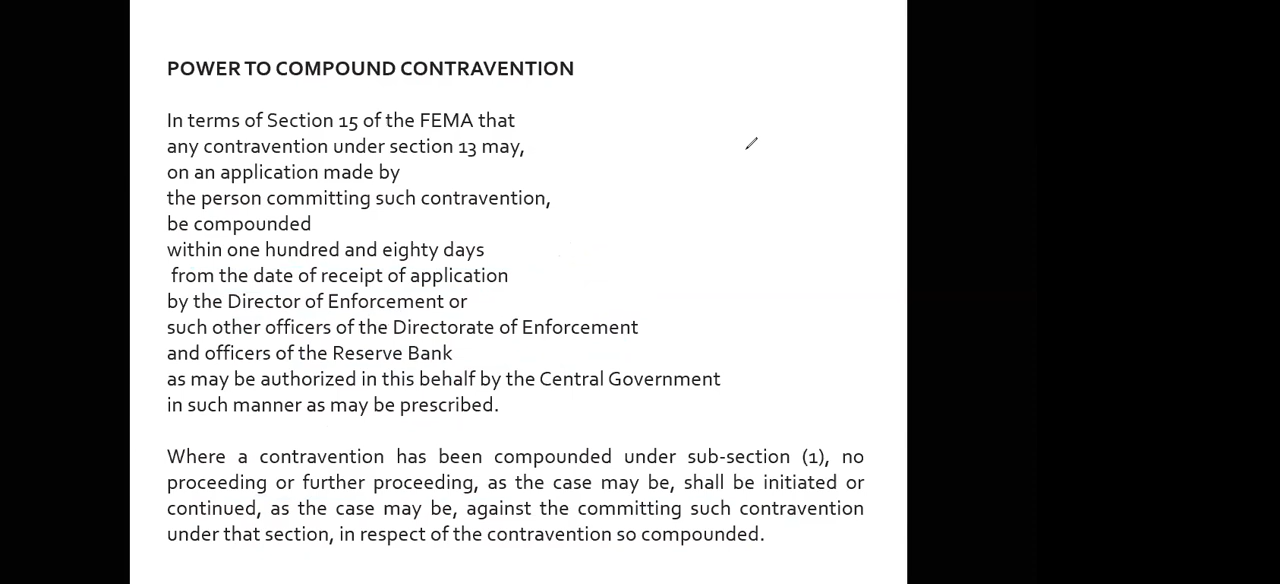 POWER TO COMPOUND CONTRAVENTION
In terms of Section 15 of the FEMA that
any contravention under section 13 may,
on an application made by
the person committing such contravention,
be compounded
within one hundred and eighty days
from the date of receipt of application
by the Director of Enforcement or
such other officers of the Directorate of Enforcement
and officers of the Reserve Bank
as may be authorized in this behalf by the Central Government
in such manner as may be prescribed.
Where a contravention has been compounded under sub-section (1), no
proceeding or further proceeding, as the case may be, shall be initiated or
continued, as the case may be, against the committing such contravention
under that section, in respect of the contravention so compounded.